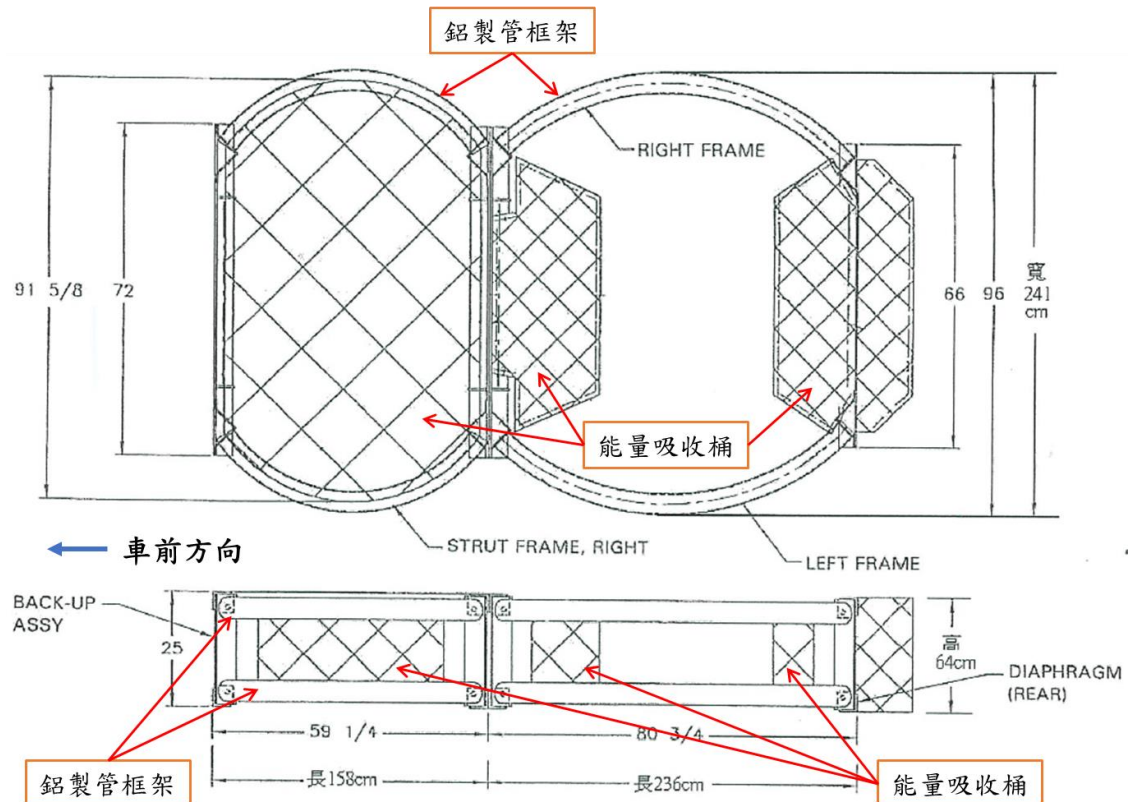 鋁製管框架
RIGHT FRAME
91 5/8
72
66
96
寬
241
cm
能量吸收桶
車前方向
STRUT FRAME, RIGHT
LEFT FRAME
BACK-UP
ASSY
25
高
64cm
DIAPHRAGM
(REAR)
59 1/4
80 3/4
鋁製管框架
長158cm
長236cm
能量吸收桶